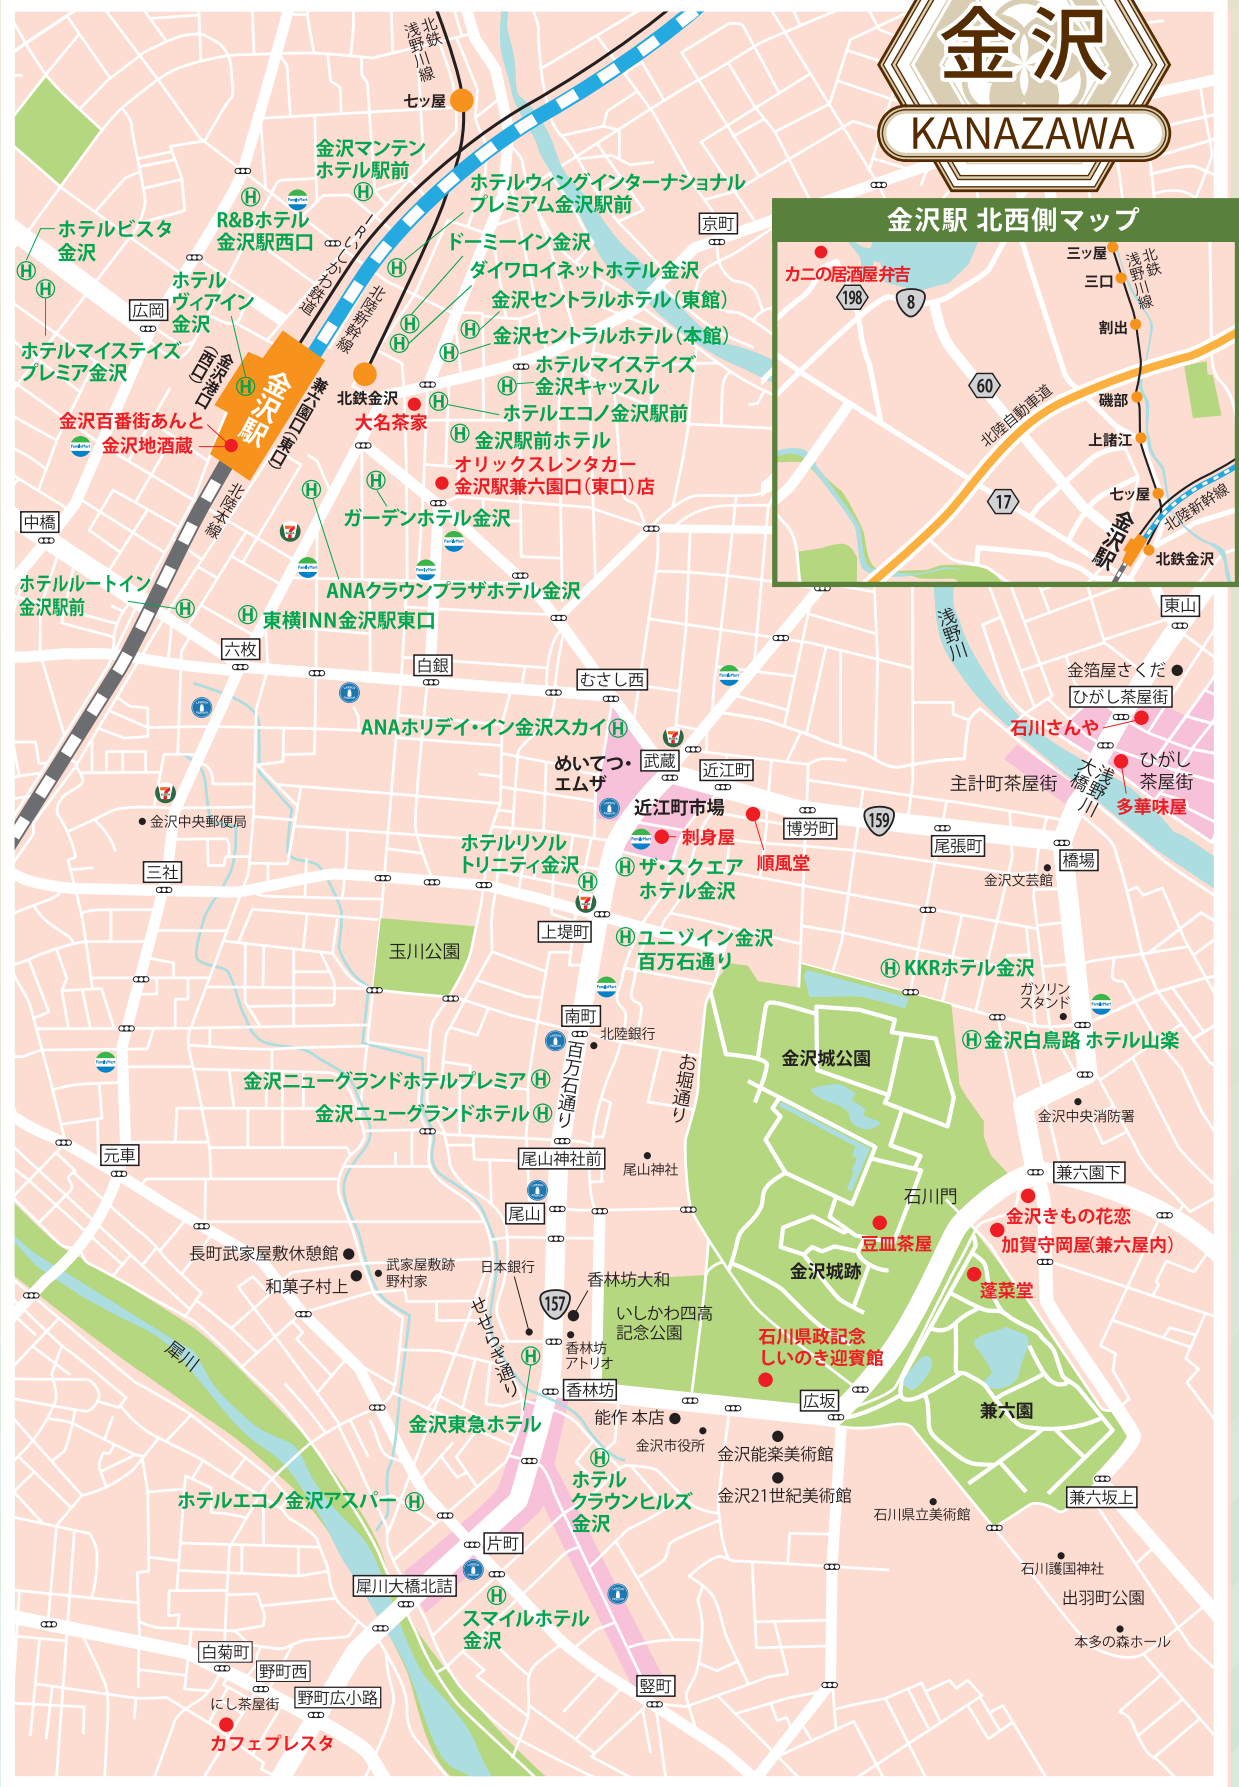 金沢
KANAZAWA
北鉄
浅野川線
七ッ屋
金沢マンテン
ホテル駅前
ホテルウィングインターナショナル
プレミアム金沢駅前
R&Bホテル
金沢駅西口
ホテルビスタ
金沢
ドーミーイン金沢
京町
ホテル
ヴィアイン
金沢
IRいしかわ鉄道
北陸新幹線
ダイワロイネットホテル金沢
金沢セントラルホテル(東館)
広岡
金沢セントラルホテル(本館)
ホテルマイステイズ
プレミア金沢
金沢港口
(西口)
金沢駅
兼六園口(東口)
ホテルマイステイズ
金沢キャッスル
北鉄金沢
大名茶家
ホテルエコノ金沢駅前
金沢百番街あんと
金沢地酒蔵
金沢駅前ホテル
オリックスレンタカー
金沢駅兼六園口(東口)店
北陸本線
中橋
ガーデンホテル金沢
ホテルルートイン
金沢駅前
ANAクラウンプラザホテル金沢
東横INN金沢駅東口
金沢駅 北西側マップ
カニの居酒屋弁吉
198
8
三ッ屋
北鉄
浅野川線
三口
割出
60
磯部
北陸自動車道
上諸江
17
七ッ屋
北陸新幹線
金沢駅
北鉄金沢
六枚
白銀
むさし西
浅野川
東山
金箔屋さくだ
ひがし茶屋街
石川さんや
ANAホリデイ・イン金沢スカイ
めいてつ・
エムザ
武蔵
近江町
主計町茶屋街
浅野川
大橋
ひがし
茶屋街
多華味屋
近江町市場
金沢中央郵便局
刺身屋
博労町
159
尾張町
順風堂
橋場
金沢文芸館
ホテルリソル
トリニティ金沢
ザ・スクエア
ホテル金沢
三社
上堤町
ユニゾイン金沢
百万石通り
玉川公園
KKRホテル金沢
ガソリン
スタンド
南町
北陸銀行
金沢白鳥路 ホテル山楽
百万石通り
お堀通り
金沢城公園
金沢ニューグランドホテルプレミア
金沢ニューグランドホテル
金沢中央消防署
元車
尾山神社前
尾山神社
兼六園下
石川門
尾山
金沢きもの花恋
豆皿茶屋
加賀守岡屋(兼六屋内)
長町武家屋敷休憩館
武家屋敷跡
野村家
和菓子村上
日本銀行
金沢城跡
蓬菜堂
香林坊大和
157
いしかわ四高
記念公園
せせらぎ通り
香林坊
アトリオ
石川県政記念
しいのき迎賓館
犀川
香林坊
広坂
兼六園
金沢東急ホテル
能作 本店
金沢市役所
金沢能楽美術館
ホテル
クラウンヒルズ
金沢
金沢21世紀美術館
ホテルエコノ金沢アスパー
石川県立美術館
兼六坂上
片町
石川護国神社
犀川大橋北詰
出羽町公園
スマイルホテル
金沢
本多の森ホール
白菊町
野町西
にし茶屋街
野町広小路
竪町
カフェプレスタ